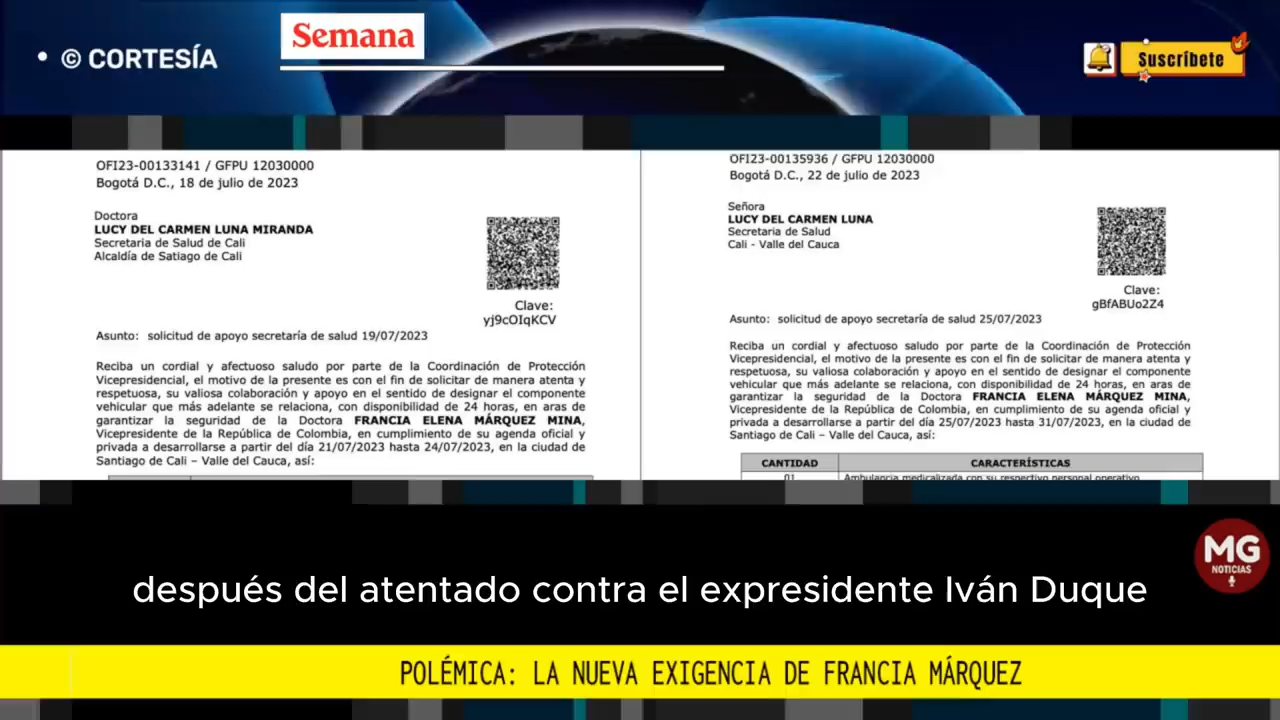 • © CORTESÍA
Semana
Suscríbete
OFI23-00133141 / GFPU 12030000
Bogotá D.C., 18 de julio de 2023
Doctora
LUCY DEL CARMEN LUNA MIRANDA
Secretaria de Salud de Cali
Alcaldía de Satiago de Cali
Clave:
yj9cOIqKCV
Asunto: solicitud de apoyo secretaría de salud 19/07/2023
Reciba un cordial y afectuoso saludo por parte de la Coordinación de Protección
Vicepresidencial, el motivo de la presente es con el fin de solicitar de manera atenta y
respetuosa, su valiosa colaboración y apoyo en el sentido de designar el componente
vehicular que más adelante se relaciona, con disponibilidad de 24 horas, en aras de
garantizar la seguridad de la Doctora FRANCIA ELENA MÁRQUEZ MINA,
Vicepresidente de la República de Colombia, en cumplimiento de su agenda oficial y
privada a desarrollarse a partir del día 21/07/2023 hasta 24/07/2023, en la ciudad de
Santiago de Cali – Valle del Cauca, así:
OFI23-00135936 / GFPU 12030000
Bogotá D.C., 22 de julio de 2023
Señora
LUCY DEL CARMEN LUNA
Secretaria de Salud
Cali - Valle del Cauca
Clave:
gBfABUo2Z4
Asunto: solicitud de apoyo secretaría de salud 25/07/2023
Reciba un cordial y afectuoso saludo por parte de la Coordinación de Protección
Vicepresidencial, el motivo de la presente es con el fin de solicitar de manera atenta y
respetuosa, su valiosa colaboración y apoyo en el sentido de designar el componente
vehicular que más adelante se relaciona, con disponibilidad de 24 horas, en aras de
garantizar la seguridad de la Doctora FRANCIA ELENA MÁRQUEZ MINA,
Vicepresidente de la República de Colombia, en cumplimiento de su agenda oficial y
privada a desarrollarse a partir del día 25/07/2023 hasta 31/07/2023, en la ciudad de
Santiago de Cali – Valle del Cauca, así:
CANTIDAD CARACTERÍSTICAS
01 Ambulancia medicalizada con su respectivo personal operativo
MG
NOTICIAS
después del atentado contra el expresidente Iván Duque
POLÉMICA: LA NUEVA EXIGENCIA DE FRANCIA MÁRQUEZ